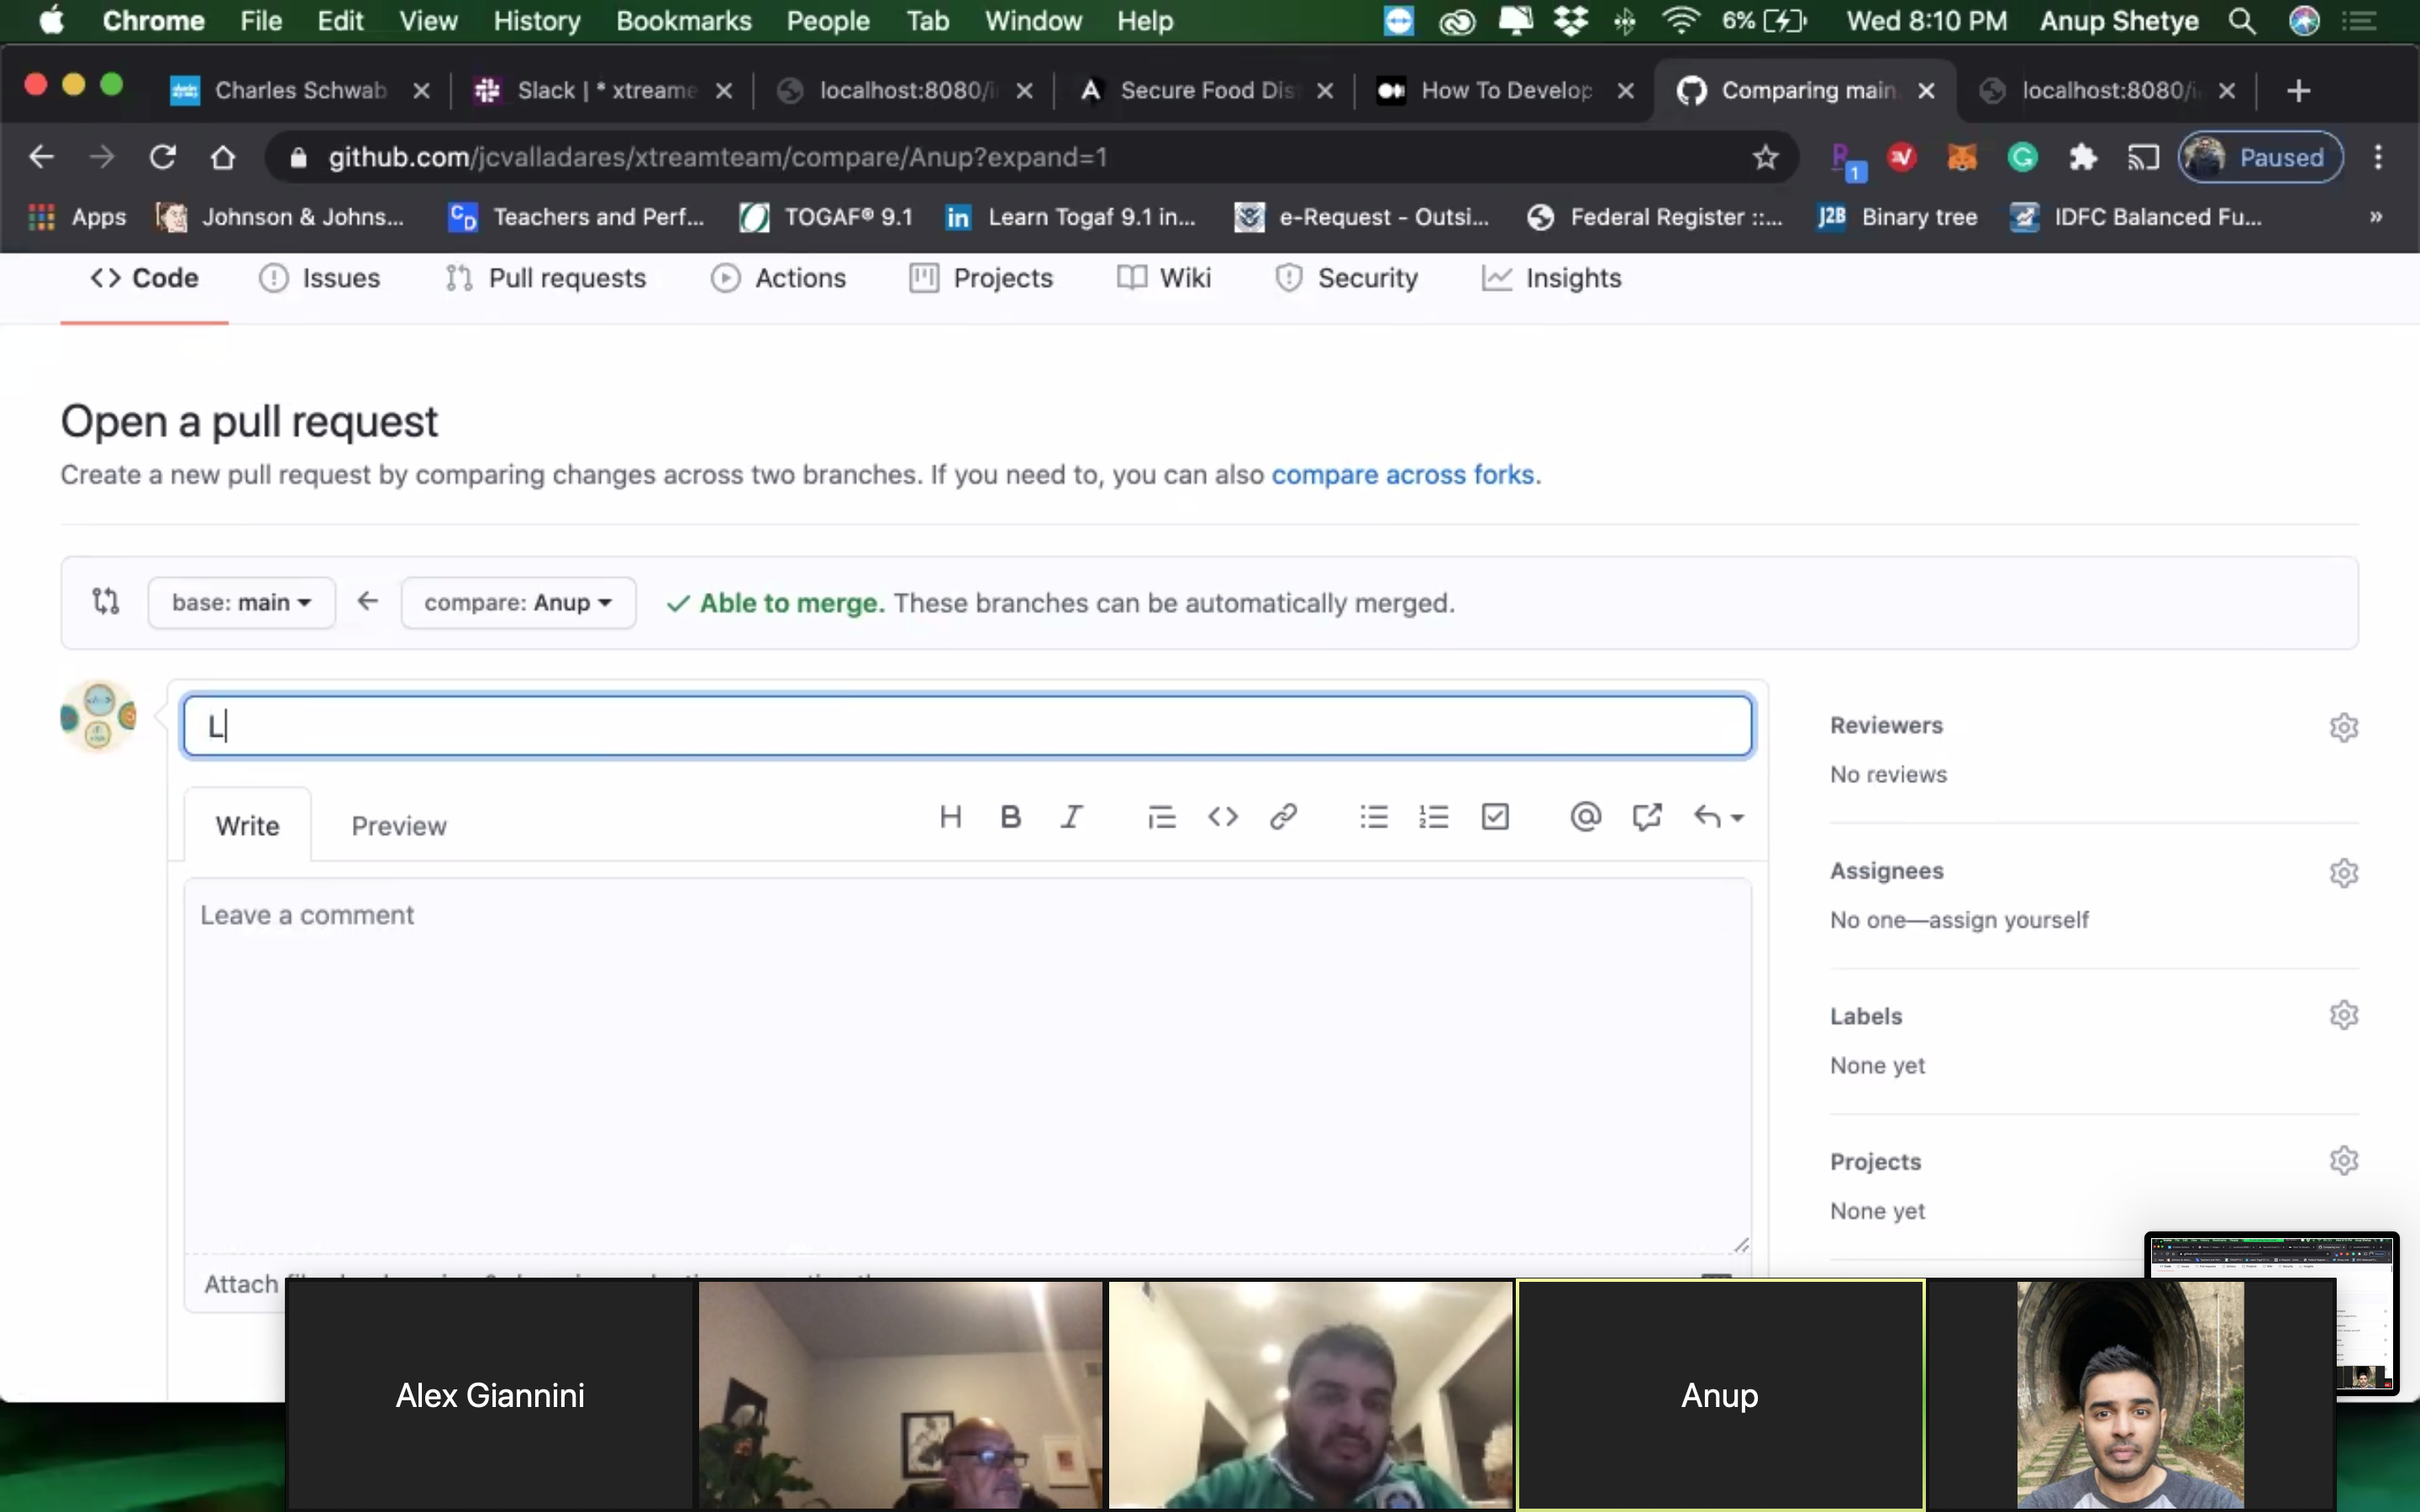 Chrome File Edit View History Bookmarks People Tab Window Help 6% Wed 8:10 PM Anup Shetye
Charles Schwab Slack | * xtreame localhost:8080/i Secure Food Dis How To Develop Comparing main localhost:8080/i
github.com/jcvalladares/xtreamteam/compare/Anup?expand=1 1 Paused
Apps Johnson & Johns... CD Teachers and Perf... TOGAF® 9.1 in Learn Togaf 9.1 in... e-Request - Outsi... Federal Register ::... J2B Binary tree IDFC Balanced Fu... »
Code Issues Pull requests Actions Projects Wiki Security Insights
Open a pull request
Create a new pull request by comparing changes across two branches. If you need to, you can also compare across forks.
base: main compare: Anup Able to merge. These branches can be automatically merged.
L
Write Preview
Leave a comment
Attach
Reviewers
No reviews
Assignees
No one—assign yourself
Labels
None yet
Projects
None yet
Alex Giannini
Anup